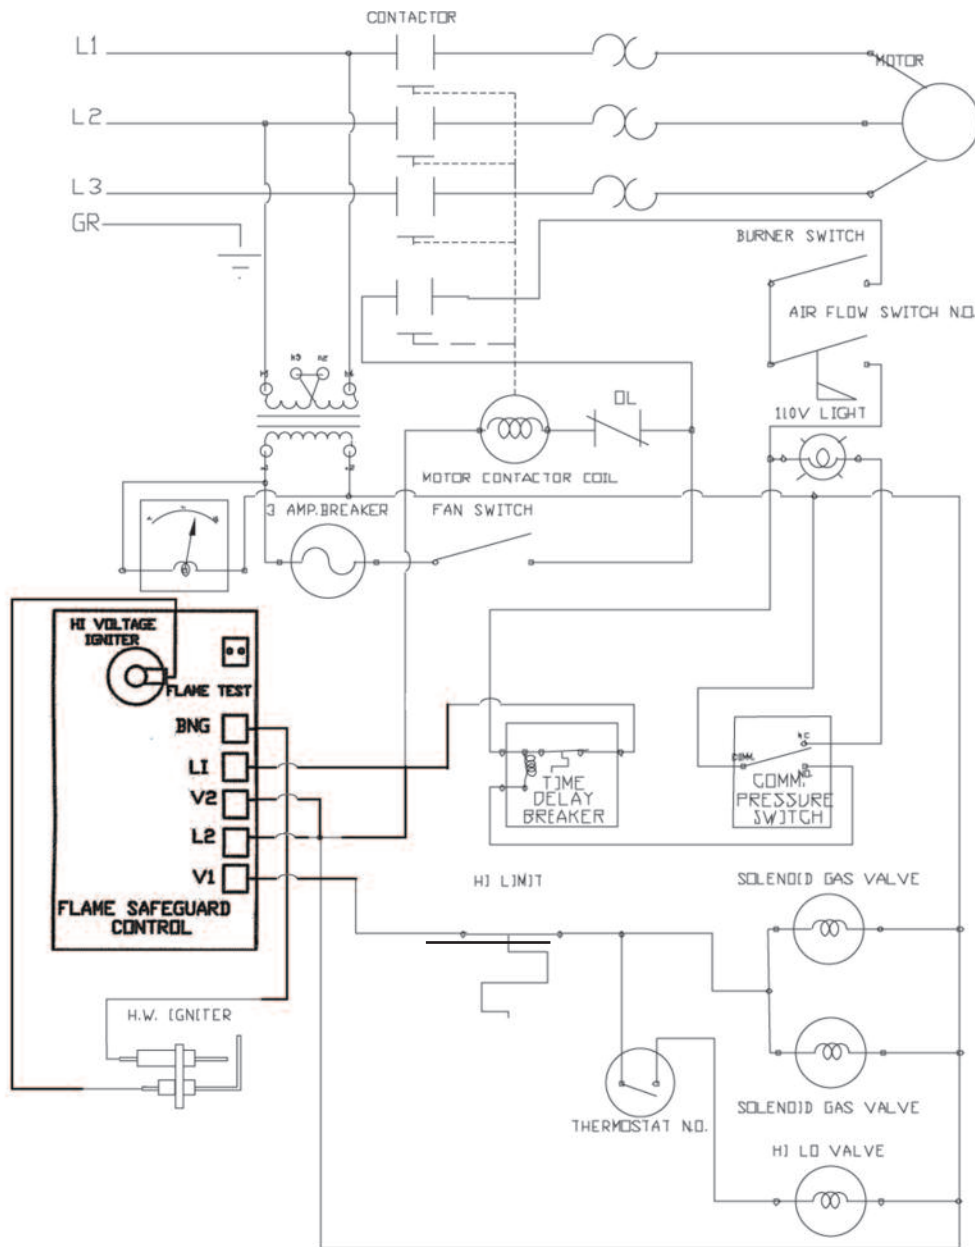 CONTACTOR
L1
MOTOR
L2
L3
GR
BURNER SWITCH
AIR FLOW SWITCH N.O.
110V LIGHT
OL
MOTOR CONTACTOR COIL
3 AMP. BREAKER
FAN SWITCH
HI VOLTAGE
IGNITER
FLAME TEST
BNG
L1
V2
L2
V1
FLAME SAFEGUARD
CONTROL
TIME
DELAY
BREAKER
N.C
COMM.
N.O.
COMM.
PRESSURE
SWITCH
HI LIMIT
SOLENOID GAS VALVE
H.W. IGNITER
SOLENOID GAS VALVE
THERMOSTAT N.O.
HI LO VALVE